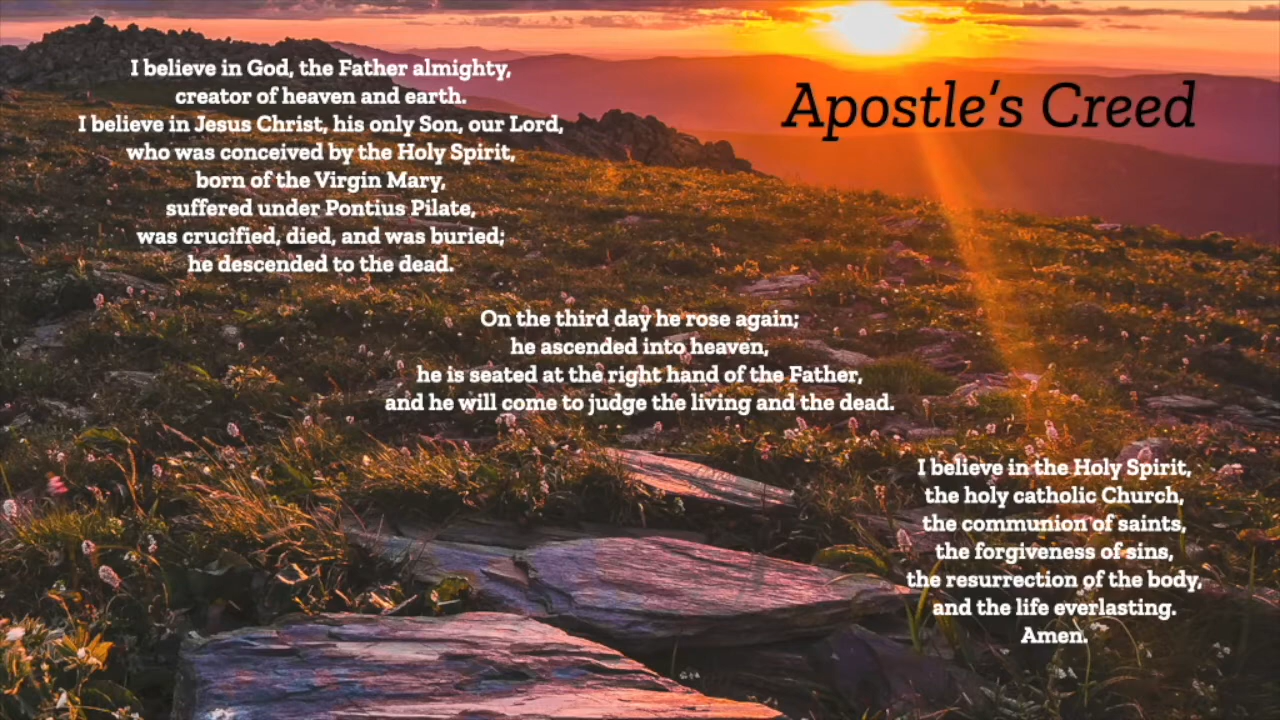 Apostle’s Creed
I believe in God, the Father almighty,
creator of heaven and earth.
I believe in Jesus Christ, his only Son, our Lord,
who was conceived by the Holy Spirit,
born of the Virgin Mary,
suffered under Pontius Pilate,
was crucified, died, and was buried;
he descended to the dead.
On the third day he rose again;
he ascended into heaven,
he is seated at the right hand of the Father,
and he will come to judge the living and the dead.
I believe in the Holy Spirit,
the holy catholic Church,
the communion of saints,
the forgiveness of sins,
the resurrection of the body,
and the life everlasting.
Amen.